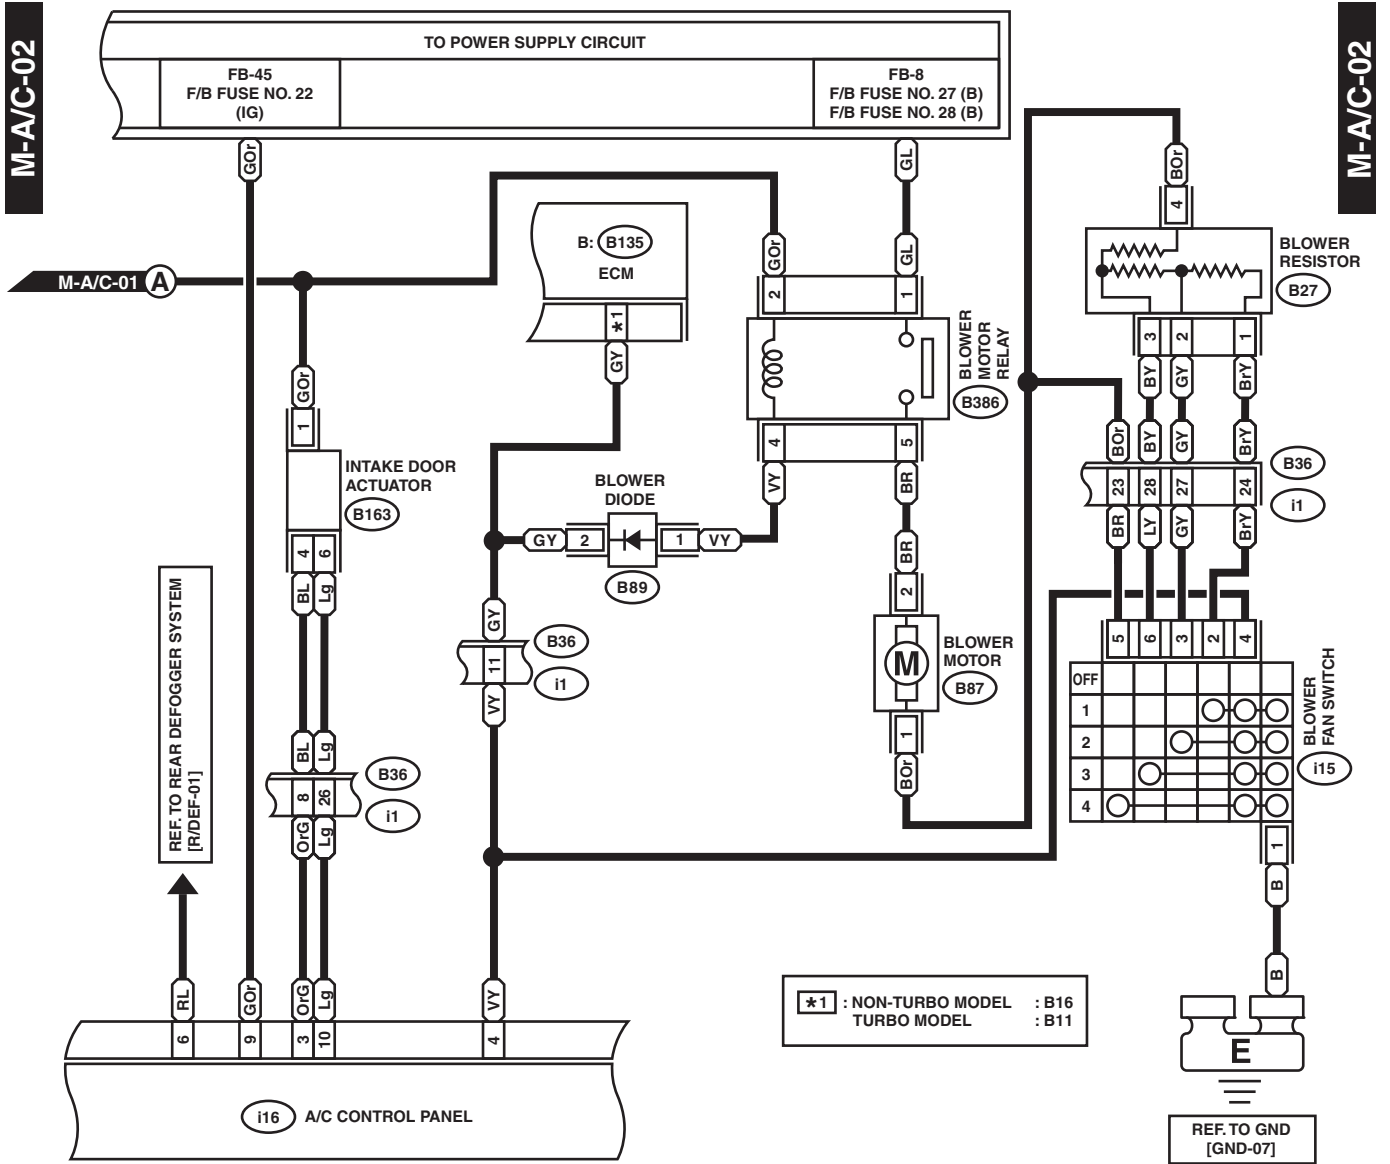 M-A/C-02
M-A/C-02
TO POWER SUPPLY CIRCUIT
FB-45
F/B FUSE NO. 22
(IG)
FB-8
F/B FUSE NO. 27 (B)
F/B FUSE NO. 28 (B)
GOr
GL
BOr
4
BLOWER
RESISTOR
B27
B: B135
ECM
*1
GY
GOr
GL
2
1
M-A/C-01 A
BLOWER
MOTOR
RELAY
B386
3
2
1
BY
GY
BrY
GOr
1
INTAKE DOOR
ACTUATOR
B163
4
6
BL
Lg
4
5
VY
BR
BLOWER
DIODE
GY 2 1 VY
B89
BOr
BY
GY
BrY
B36
23
28
27
24
i1
BR
LY
GY
BrY
BR
2
M
BLOWER
MOTOR
B87
1
BOr
GY
B36
11
i1
VY
5
6
3
2
4
OFF
1
2
3
4
BLOWER
FAN SWITCH
i15
1
B
B
REF. TO REAR DEFOGGER SYSTEM
[R/DEF-01]
BL
Lg
B36
8
26
i1
OrG
Lg
RL
GOr
OrG
Lg
VY
6
9
3
10
4
i16 A/C CONTROL PANEL
*1 : NON-TURBO MODEL : B16
TURBO MODEL : B11
E
REF. TO GND
[GND-07]